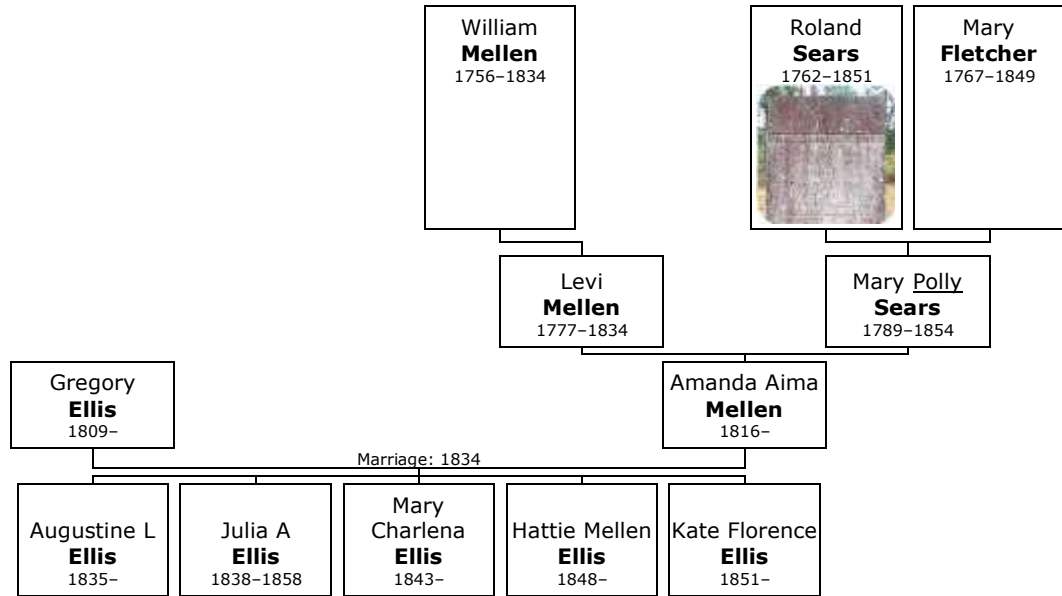 William
Mellen
1756–1834
Roland
Sears
1762–1851
Mary
Fletcher
1767–1849
Levi
Mellen
1777–1834
Mary Polly
Sears
1789–1854
Gregory
Ellis
1809–
Amanda Aima
Mellen
1816–
Marriage: 1834
Augustine L
Ellis
1835–
Julia A
Ellis
1838–1858
Mary
Charlena
Ellis
1843–
Hattie Mellen
Ellis
1848–
Kate Florence
Ellis
1851–